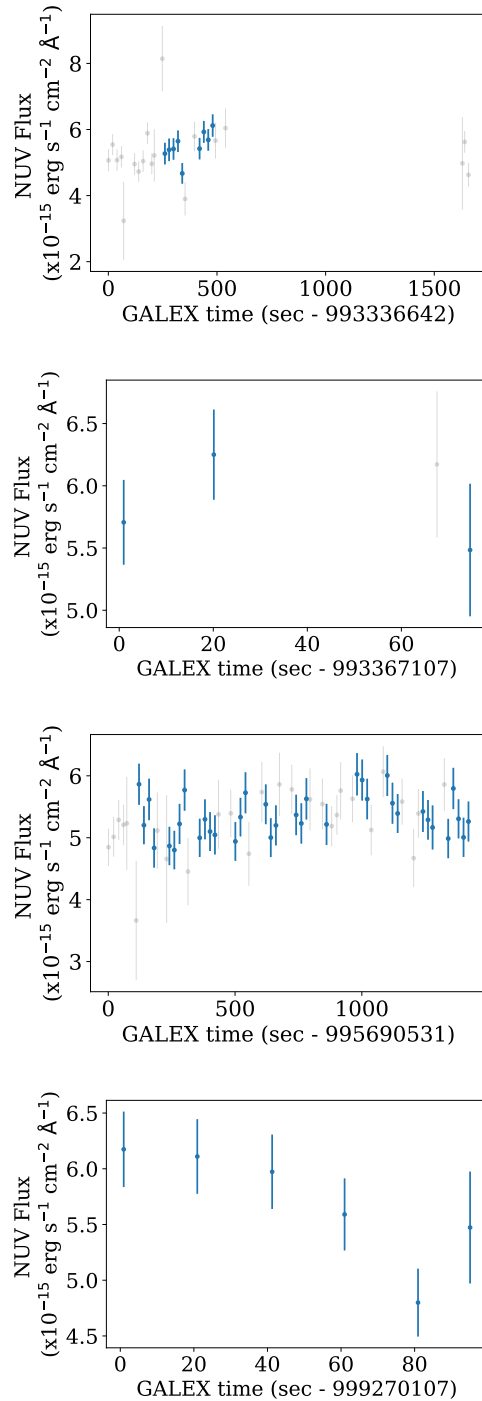 NUV Flux
(x10⁻¹⁵ erg s⁻¹ cm⁻² Å⁻¹)
8
6
4
2
0
500
1000
1500
GALEX time (sec - 993336642)
NUV Flux
(x10⁻¹⁵ erg s⁻¹ cm⁻² Å⁻¹)
6.5
6.0
5.5
5.0
0
20
40
60
GALEX time (sec - 993367107)
NUV Flux
(x10⁻¹⁵ erg s⁻¹ cm⁻² Å⁻¹)
6
5
4
3
0
500
1000
GALEX time (sec - 995690531)
NUV Flux
(x10⁻¹⁵ erg s⁻¹ cm⁻² Å⁻¹)
6.5
6.0
5.5
5.0
4.5
0
20
40
60
80
GALEX time (sec - 999270107)